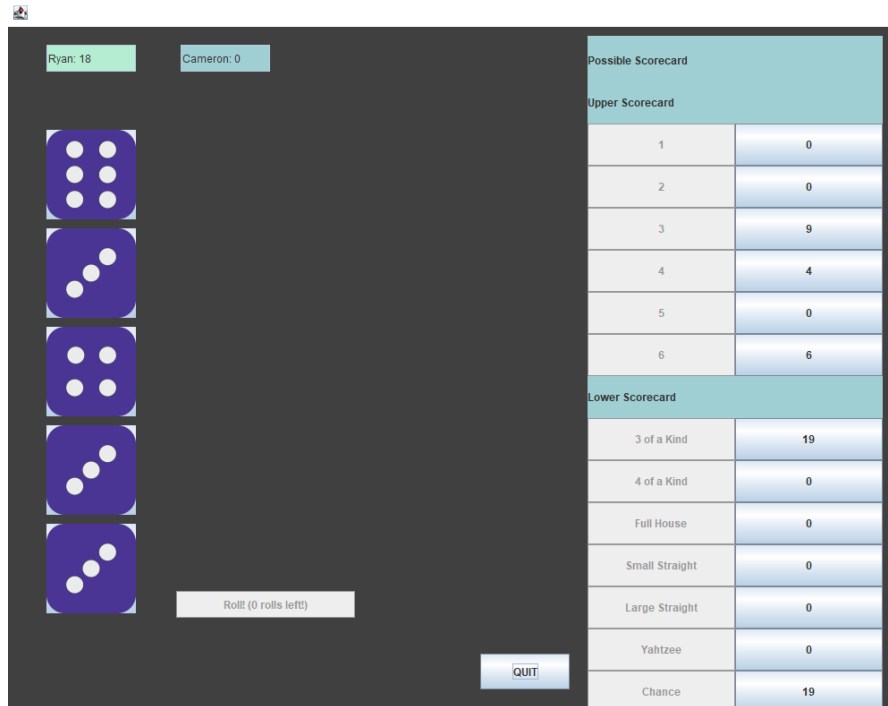 Ryan: 18 Cameron: 0
Possible Scorecard
Upper Scorecard
1 0
2 0
3 9
4 4
5 0
6 6
Lower Scorecard
3 of a Kind 19
4 of a Kind 0
Full House 0
Small Straight 0
Large Straight 0
Yahtzee 0
Chance 19
Roll! (0 rolls left!)
QUIT